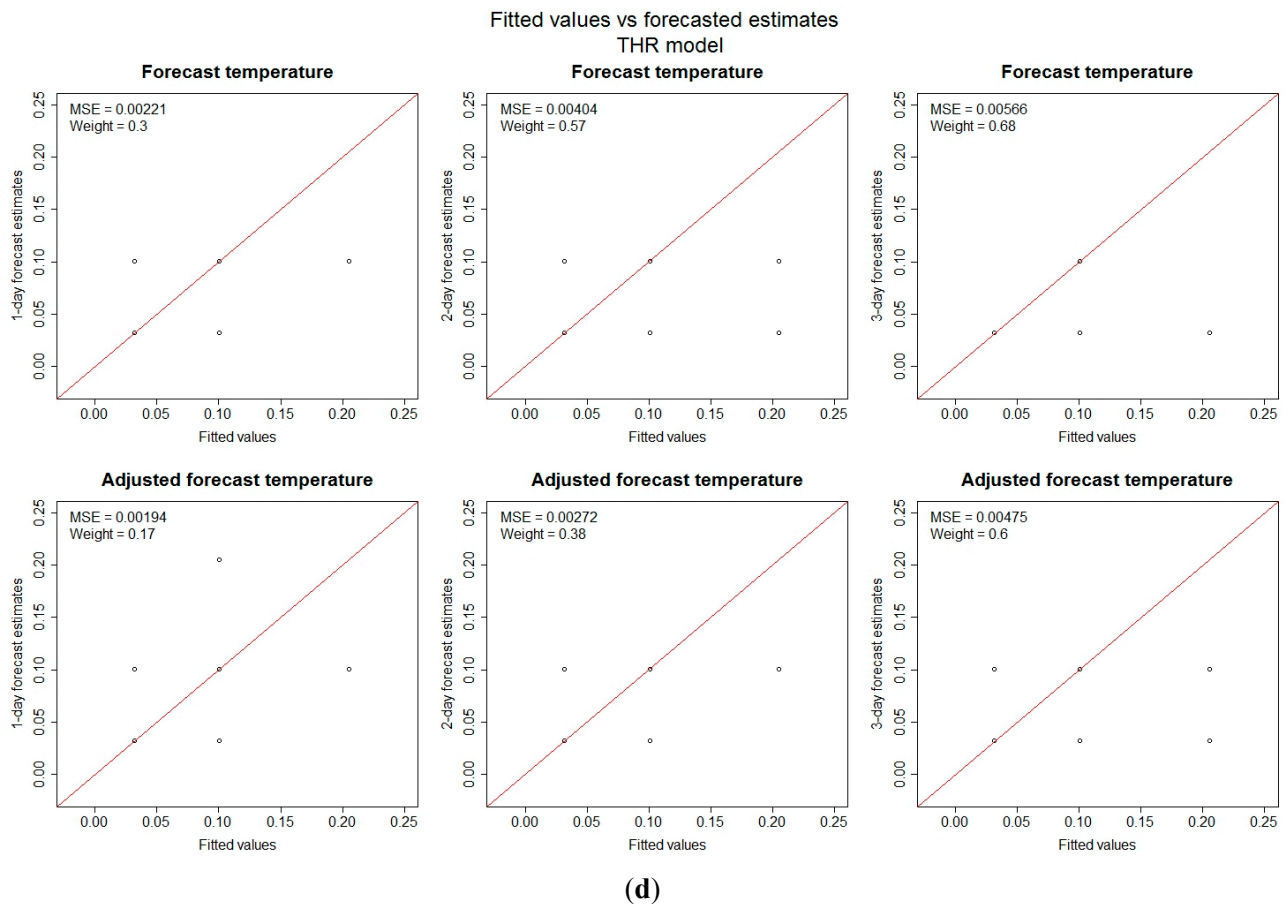 Fitted values vs forecasted estimates
THR model
Forecast temperature
MSE = 0.00221
Weight = 0.3
1-day forecast estimates
0.25
0.20
0.15
0.10
0.05
0.00
0.00 0.05 0.10 0.15 0.20 0.25
Fitted values
Forecast temperature
MSE = 0.00404
Weight = 0.57
2-day forecast estimates
0.25
0.20
0.15
0.10
0.05
0.00
0.00 0.05 0.10 0.15 0.20 0.25
Fitted values
Forecast temperature
MSE = 0.00566
Weight = 0.68
3-day forecast estimates
0.25
0.20
0.15
0.10
0.05
0.00
0.00 0.05 0.10 0.15 0.20 0.25
Fitted values
Adjusted forecast temperature
MSE = 0.00194
Weight = 0.17
1-day forecast estimates
0.25
0.20
0.15
0.10
0.05
0.00
0.00 0.05 0.10 0.15 0.20 0.25
Fitted values
Adjusted forecast temperature
MSE = 0.00272
Weight = 0.38
2-day forecast estimates
0.25
0.20
0.15
0.10
0.05
0.00
0.00 0.05 0.10 0.15 0.20 0.25
Fitted values
Adjusted forecast temperature
MSE = 0.00475
Weight = 0.6
3-day forecast estimates
0.25
0.20
0.15
0.10
0.05
0.00
0.00 0.05 0.10 0.15 0.20 0.25
Fitted values
(d)